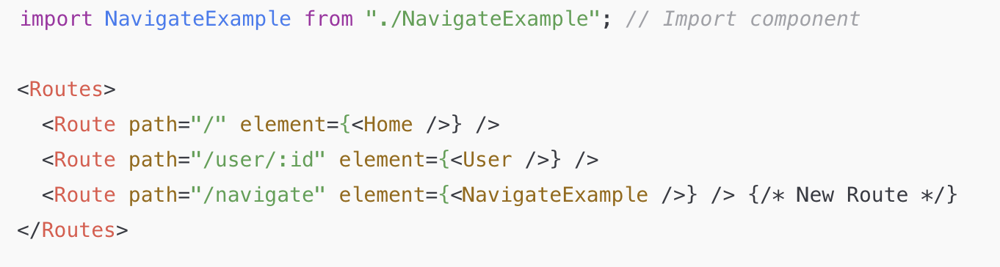 import NavigateExample from "./NavigateExample"; // Import component
<Routes>
<Route path="/" element={<Home />} />
<Route path="/user/:id" element={<User />} />
<Route path="/navigate" element={<NavigateExample />} /> {/* New Route */}
</Routes>